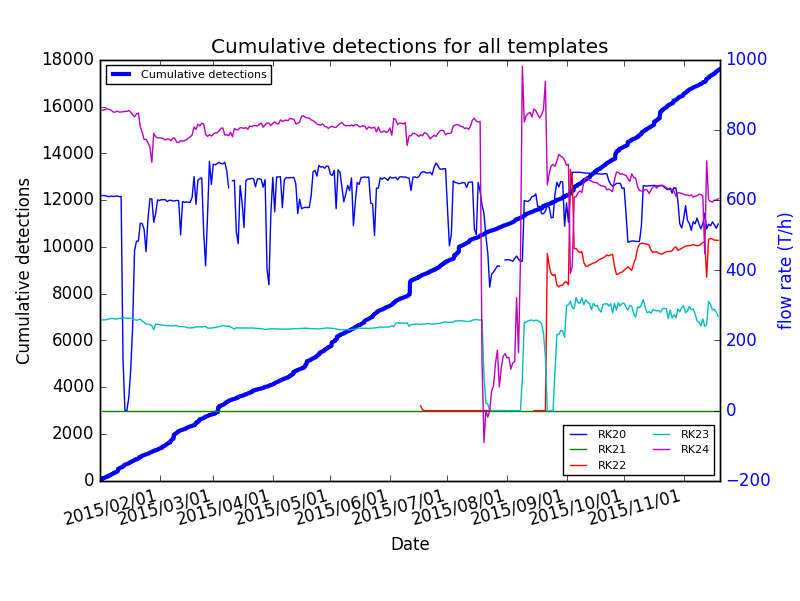 Cumulative detections for all templates
18000
16000
14000
12000
10000
8000
6000
4000
2000
0
Cumulative detections
Cumulative detections
1000
800
600
400
200
0
−200
flow rate (T/h)
RK20
RK21
RK22
RK23
RK24
2015/02/01
2015/03/01
2015/04/01
2015/05/01
2015/06/01
2015/07/01
2015/08/01
2015/09/01
2015/10/01
2015/11/01
Date